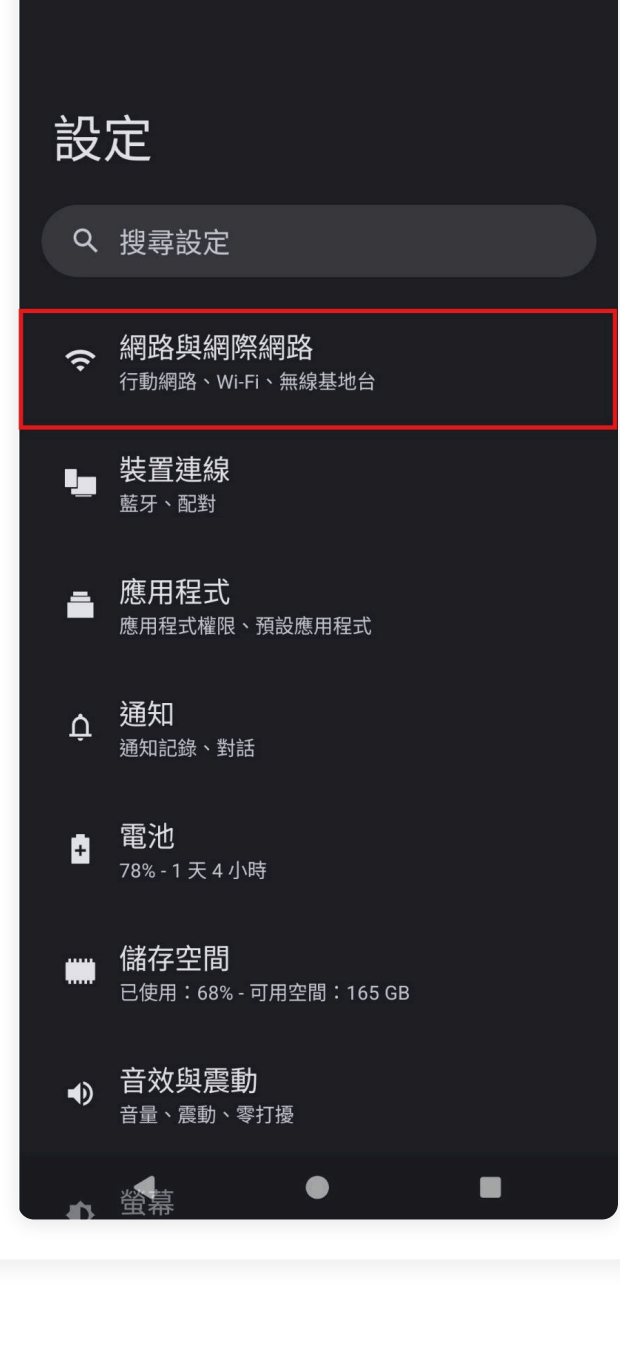 設定
搜尋設定
網路與網際網路
行動網路、Wi-Fi、無線基地台
裝置連線
藍牙、配對
應用程式
應用程式權限、預設應用程式
通知
通知記錄、對話
電池
78% - 1 天 4 小時
儲存空間
已使用：68% - 可用空間：165 GB
音效與震動
音量、震動、零打擾
螢幕